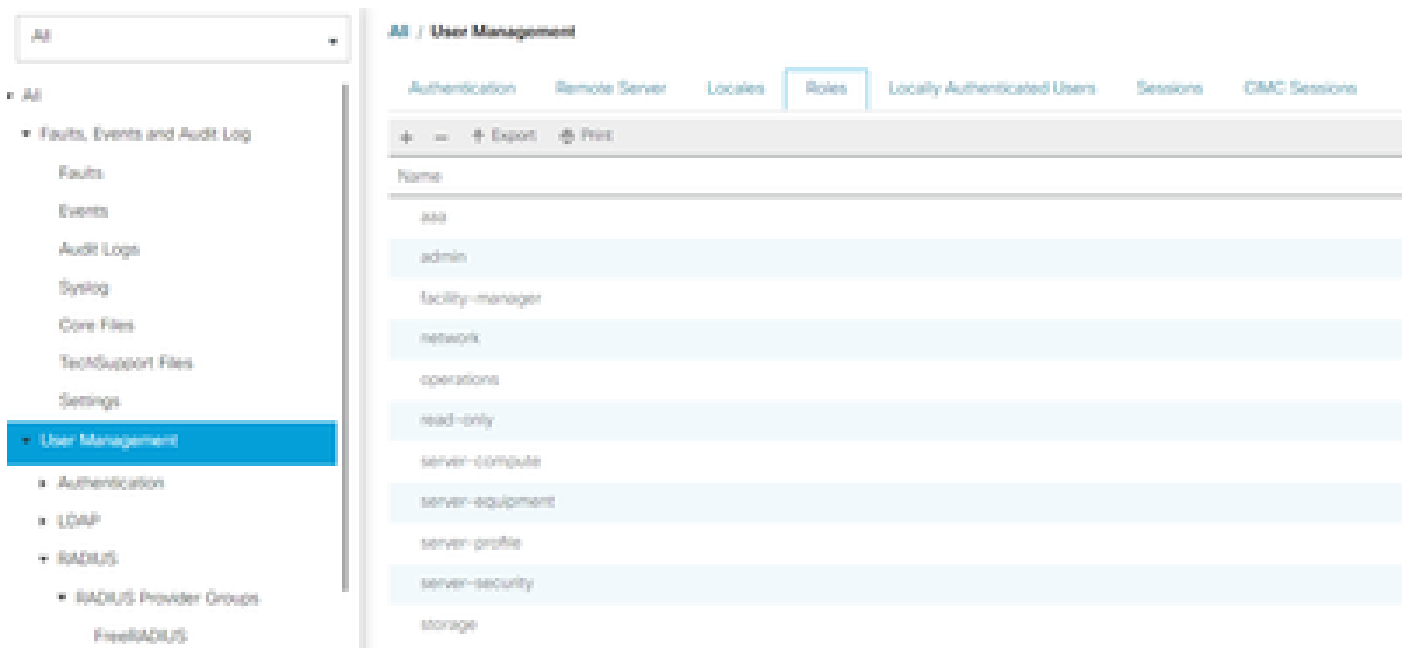 All
All
Faults, Events and Audit Log
Faults
Events
Audit Logs
Syslog
Core Files
TechSupport Files
Settings
User Management
Authentication
LDAP
RADIUS
RADIUS Provider Groups
FreeRADIUS
All / User Management
Authentication Remote Server Locales Roles Locally Authenticated Users Sessions CIMC Sessions
+ − Export Print
Name
aaa
admin
facility-manager
network
operations
read-only
server-compute
server-equipment
server-profile
server-security
storage